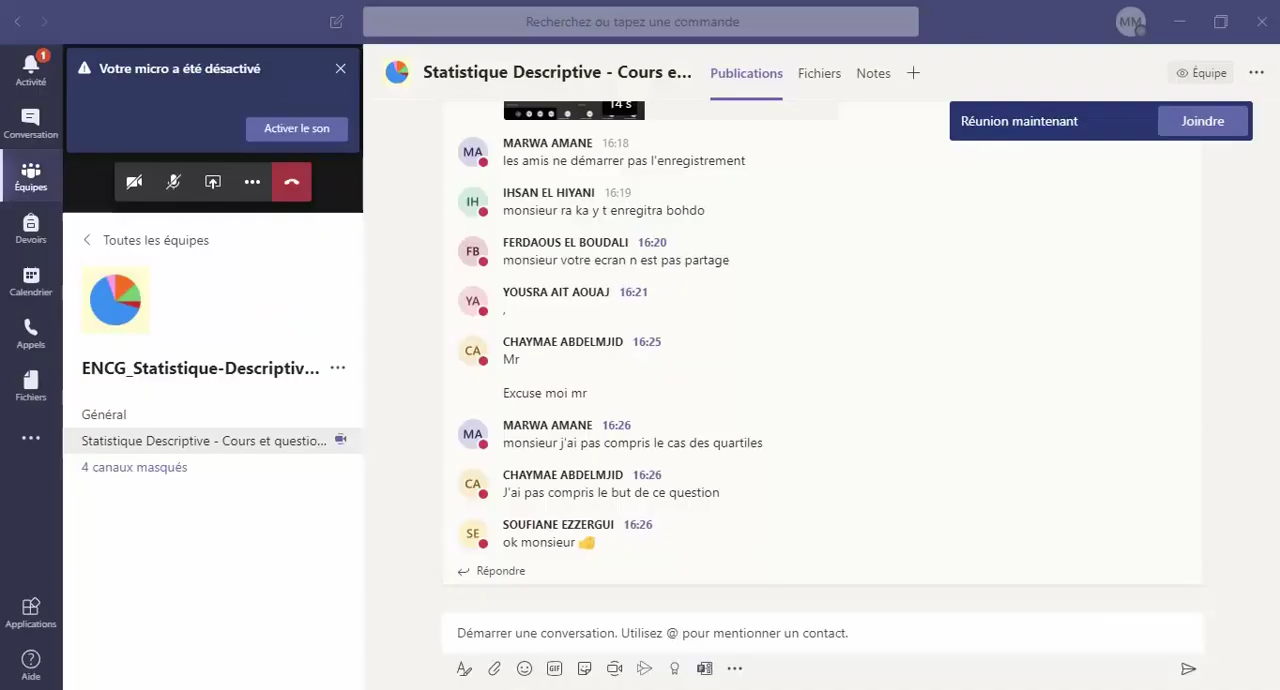 Recherchez ou tapez une commande
MM
1
Activité
Conversation
Équipes
Devoirs
Calendrier
Appels
Fichiers
Applications
Aide
Votre micro a été désactivé
Activer le son
Toutes les équipes
ENCG_Statistique-Descriptiv...
Général
Statistique Descriptive - Cours et questio...
4 canaux masqués
Statistique Descriptive - Cours e...
Publications
Fichiers
Notes
Équipe
Réunion maintenant
Joindre
14 s
MA
MARWA AMANE 16:18
les amis ne démarrer pas l'enregistrement
IH
IHSAN EL HIYANI 16:19
monsieur ra ka y t enregitra bohdo
FB
FERDAOUS EL BOUDALI 16:20
monsieur votre ecran n est pas partage
YA
YOUSRA AIT AOUAJ 16:21
,
CA
CHAYMAE ABDELMJID 16:25
Mr
Excuse moi mr
MA
MARWA AMANE 16:26
monsieur j'ai pas compris le cas des quartiles
CA
CHAYMAE ABDELMJID 16:26
J'ai pas compris le but de ce question
SE
SOUFIANE EZZERGUI 16:26
ok monsieur
Répondre
Démarrer une conversation. Utilisez @ pour mentionner un contact.
GIF